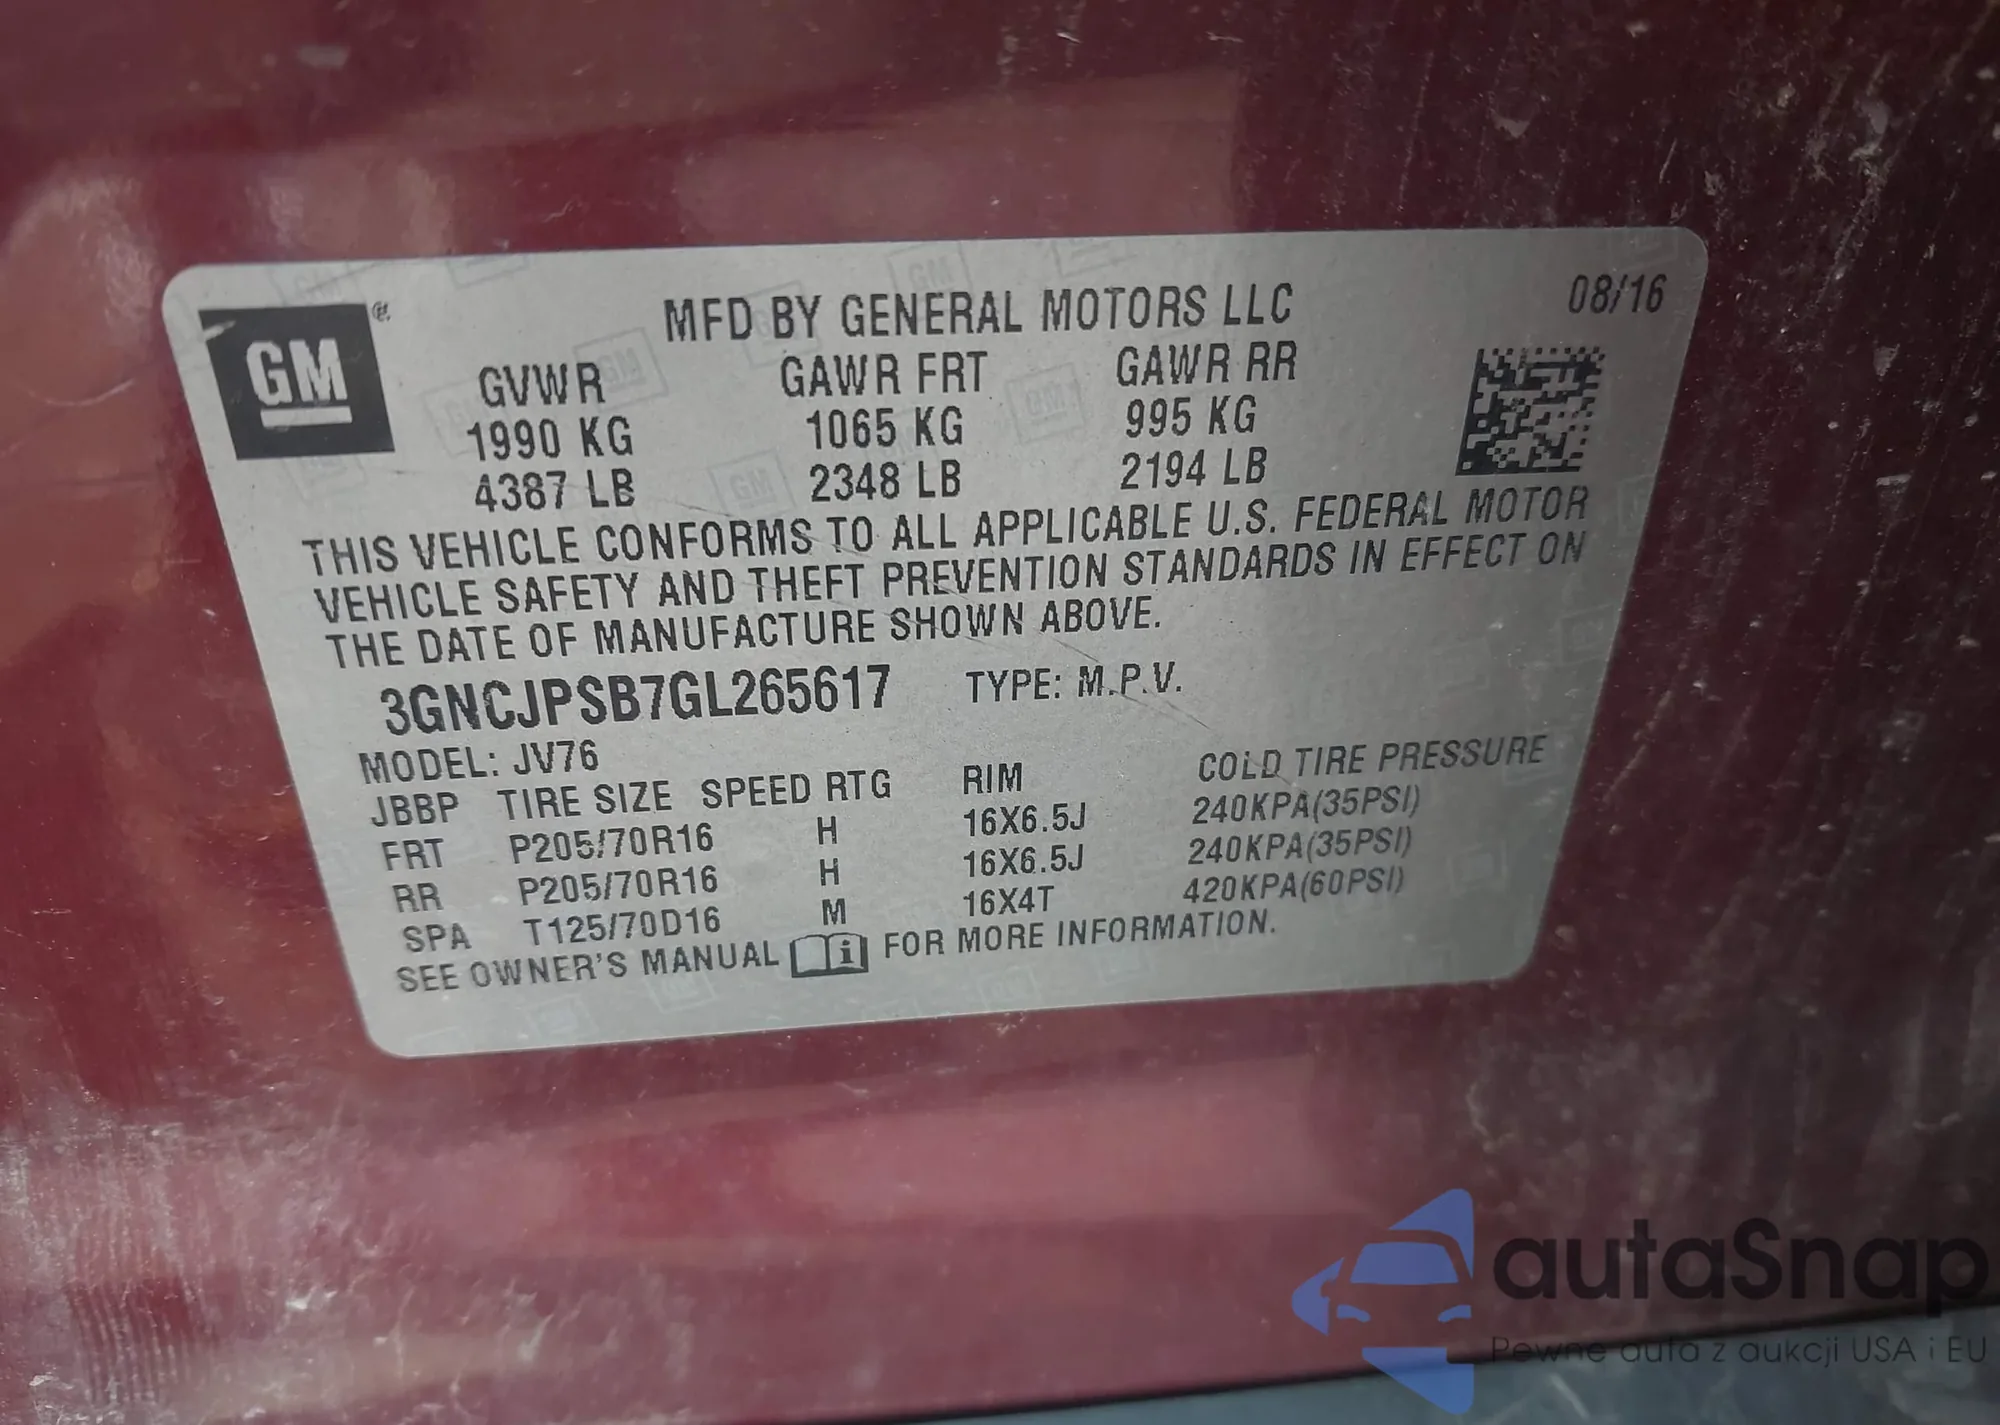 GM
MFD BY GENERAL MOTORS LLC 08/16
GVWR GAWR FRT GAWR RR
1990 KG 1065 KG 995 KG
4387 LB 2348 LB 2194 LB
THIS VEHICLE CONFORMS TO ALL APPLICABLE U.S. FEDERAL MOTOR
VEHICLE SAFETY AND THEFT PREVENTION STANDARDS IN EFFECT ON
THE DATE OF MANUFACTURE SHOWN ABOVE.
3GNCJPSB7GL265617 TYPE: M.P.V.
MODEL: JV76
JBBP TIRE SIZE SPEED RTG RIM COLD TIRE PRESSURE
FRT P205/70R16 H 16X6.5J 240KPA(35PSI)
RR P205/70R16 H 16X6.5J 240KPA(35PSI)
SPA T125/70D16 M 16X4T 420KPA(60PSI)
SEE OWNER'S MANUAL FOR MORE INFORMATION.
autaSnap
Pewne auta z aukcji USA i EU